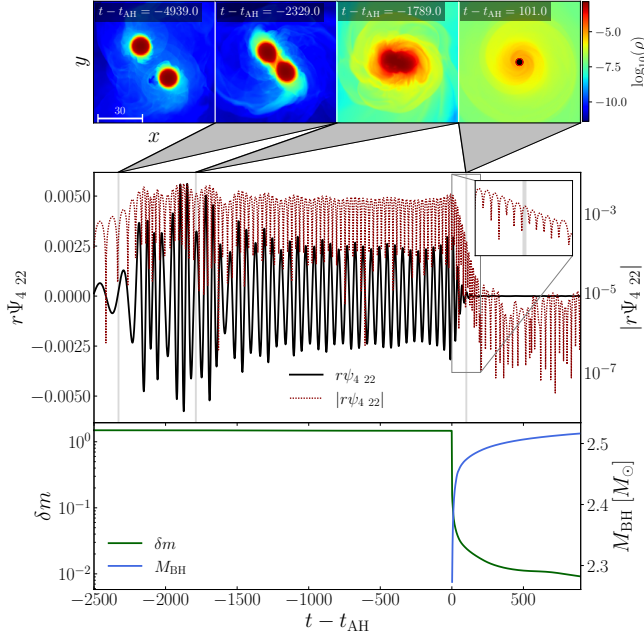 t − t_AH = −4939.0
t − t_AH = −2329.0
t − t_AH = −1789.0
t − t_AH = 101.0
y
30
x
−5.0
−7.5
−10.0
log₁₀(ρ)
0.0050
0.0025
0.0000
−0.0025
−0.0050
rΨ₄ ₂₂
10⁻³
10⁻⁵
10⁻⁷
|rΨ₄ ₂₂|
rψ₄ ₂₂
|rψ₄ ₂₂|
10⁰
10⁻¹
10⁻²
δm
2.5
2.4
2.3
M_BH [M_⊙]
δm
M_BH
−2500
−2000
−1500
−1000
−500
0
500
t − t_AH